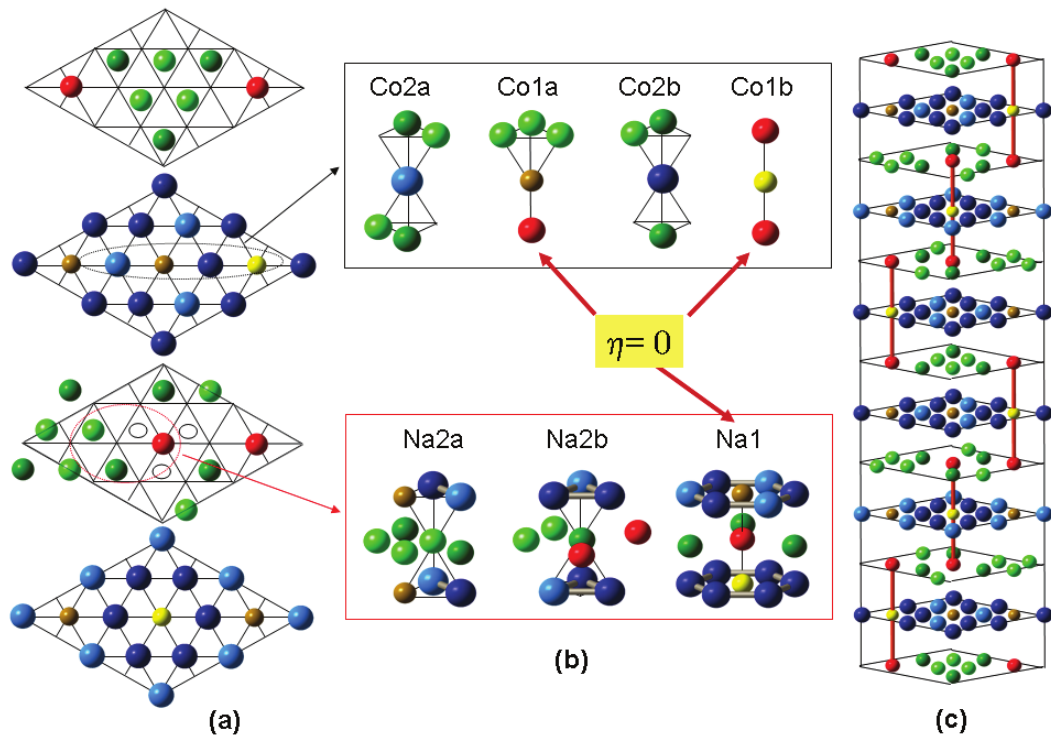 Co2a Co1a Co2b Co1b
η= 0
Na2a Na2b Na1
(a)
(b)
(c)